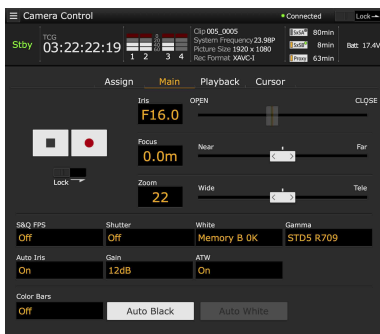 Camera Control
Connected
Lock
Stby
TCG
03:22:22:19
1 2 3 4
Clip 005_0005
System Frequency 23.98P
Picture Size 1920 x 1080
Rec Format XAVC-I
80min
8min
Proxy 63min
Batt 17.4V
Assign Main Playback Cursor
Iris
F16.0
OPEN CLOSE
Focus
0.0m
Near Far
Lock
Zoom
22
Wide Tele
S&Q FPS Shutter White Gamma
Off Off Memory B 0K STD5 R709
Auto Iris Gain ATW
On 12dB On
Color Bars
Off
Auto Black
Auto White